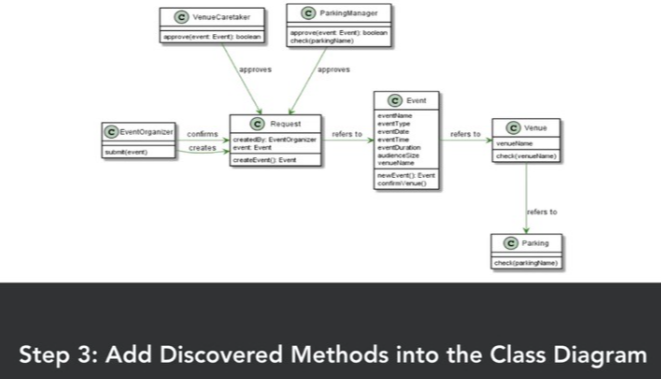 C VenueCaretaker
approve(event: Event): boolean
C ParkingManager
approve(event: Event): boolean
check(parkingName)
approves
approves
C EventOrganizer
submit(event)
confirms
creates
C Request
createdBy: EventOrganizer
event: Event
createEvent(): Event
refers to
C Event
eventName
eventType
eventDate
eventTime
eventDuration
audienceSize
venueName
newEvent(): Event
confirmVenue()
refers to
C Venue
venueName
check(venueName)
refers to
C Parking
check(parkingName)
Step 3: Add Discovered Methods into the Class Diagram